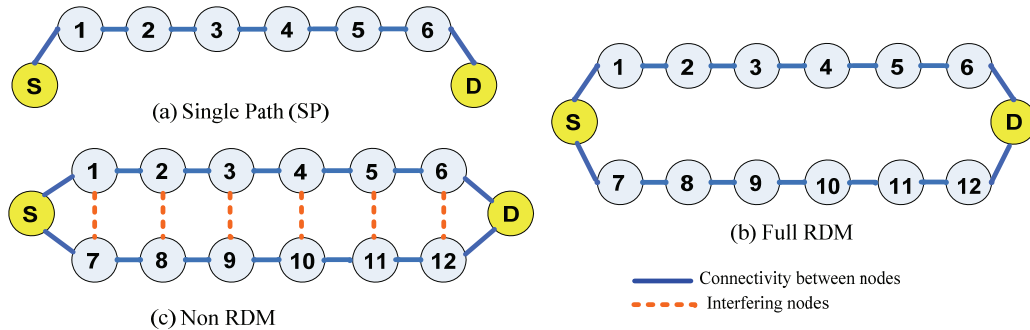 1 2 3 4 5 6
S D
(a) Single Path (SP)
1 2 3 4 5 6
S D
7 8 9 10 11 12
(b) Full RDM
1 2 3 4 5 6
S D
7 8 9 10 11 12
(c) Non RDM
Connectivity between nodes
Interfering nodes